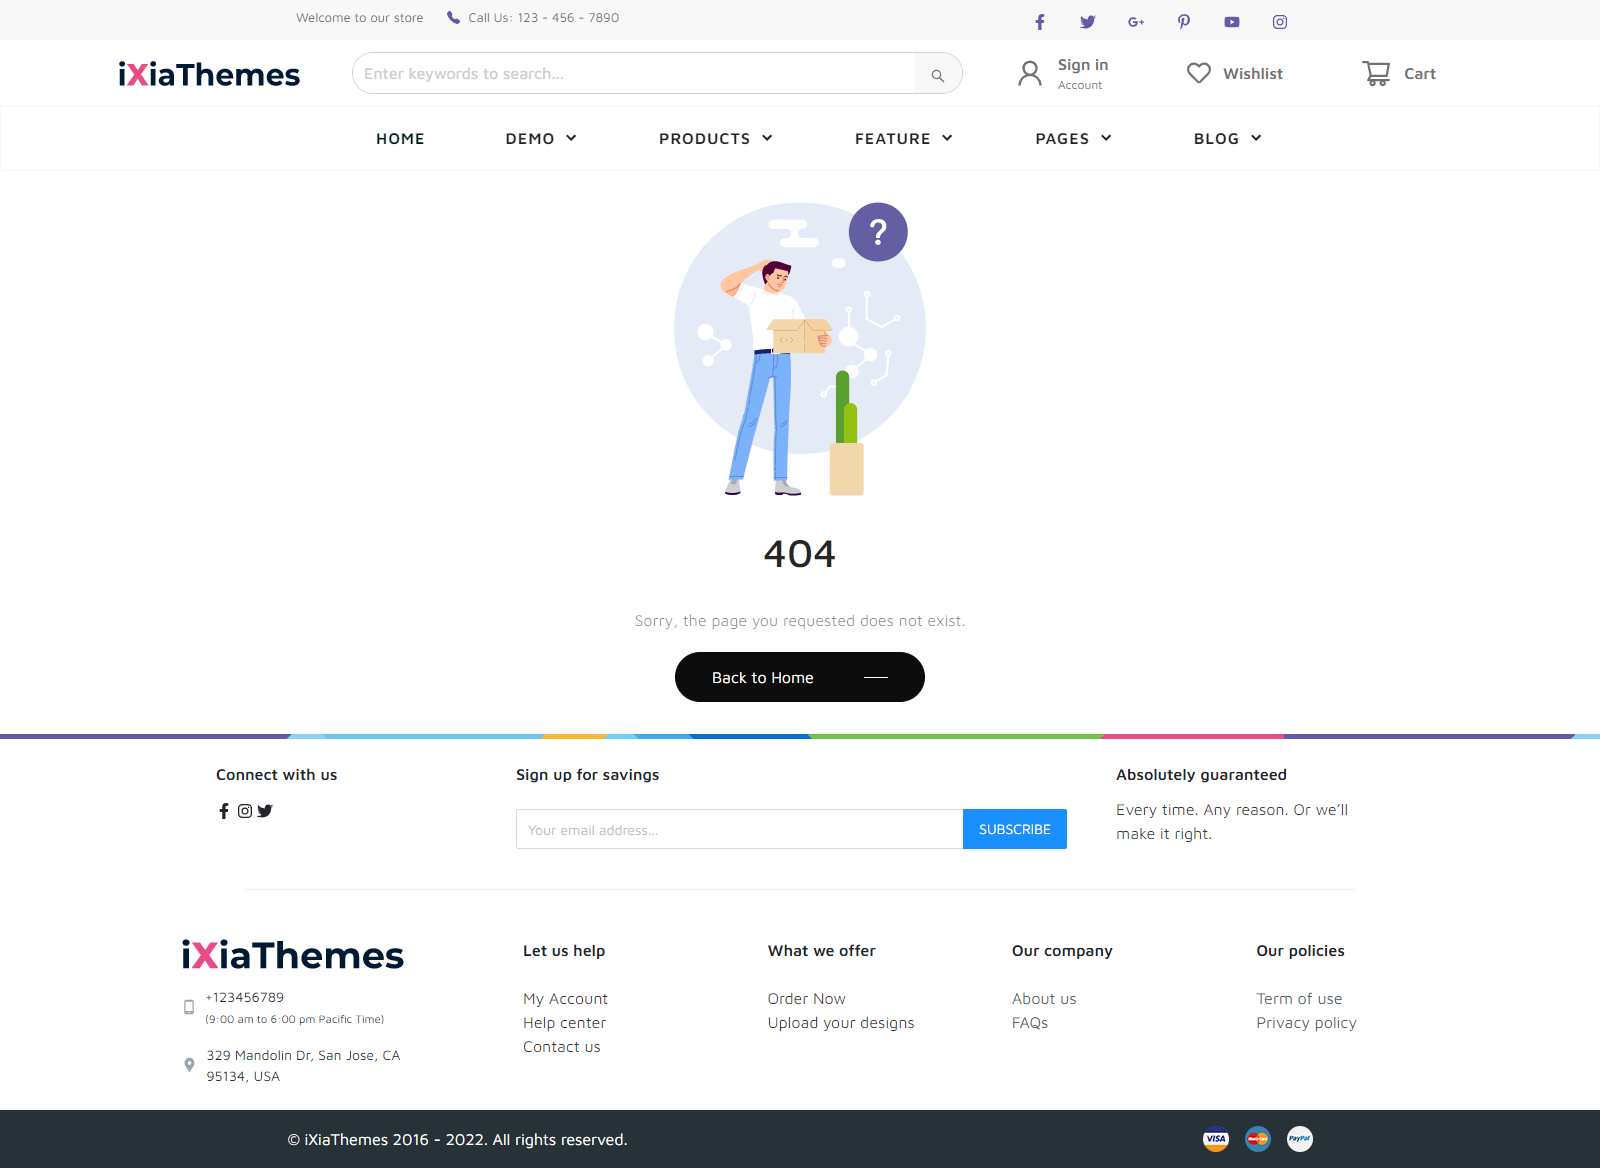 Welcome to our store
Call Us: 123 - 456 - 7890
iXiaThemes
Enter keywords to search...
Sign in
Account
Wishlist
Cart
HOME
DEMO
PRODUCTS
FEATURE
PAGES
BLOG
?
404
Sorry, the page you requested does not exist.
Back to Home
Connect with us
Sign up for savings
Your email address...
SUBSCRIBE
Absolutely guaranteed
Every time. Any reason. Or we’ll
make it right.
iXiaThemes
+123456789
(9:00 am to 6:00 pm Pacific Time)
329 Mandolin Dr, San Jose, CA
95134, USA
Let us help
My Account
Help center
Contact us
What we offer
Order Now
Upload your designs
Our company
About us
FAQs
Our policies
Term of use
Privacy policy
© iXiaThemes 2016 - 2022. All rights reserved.
VISA
MasterCard
PayPal